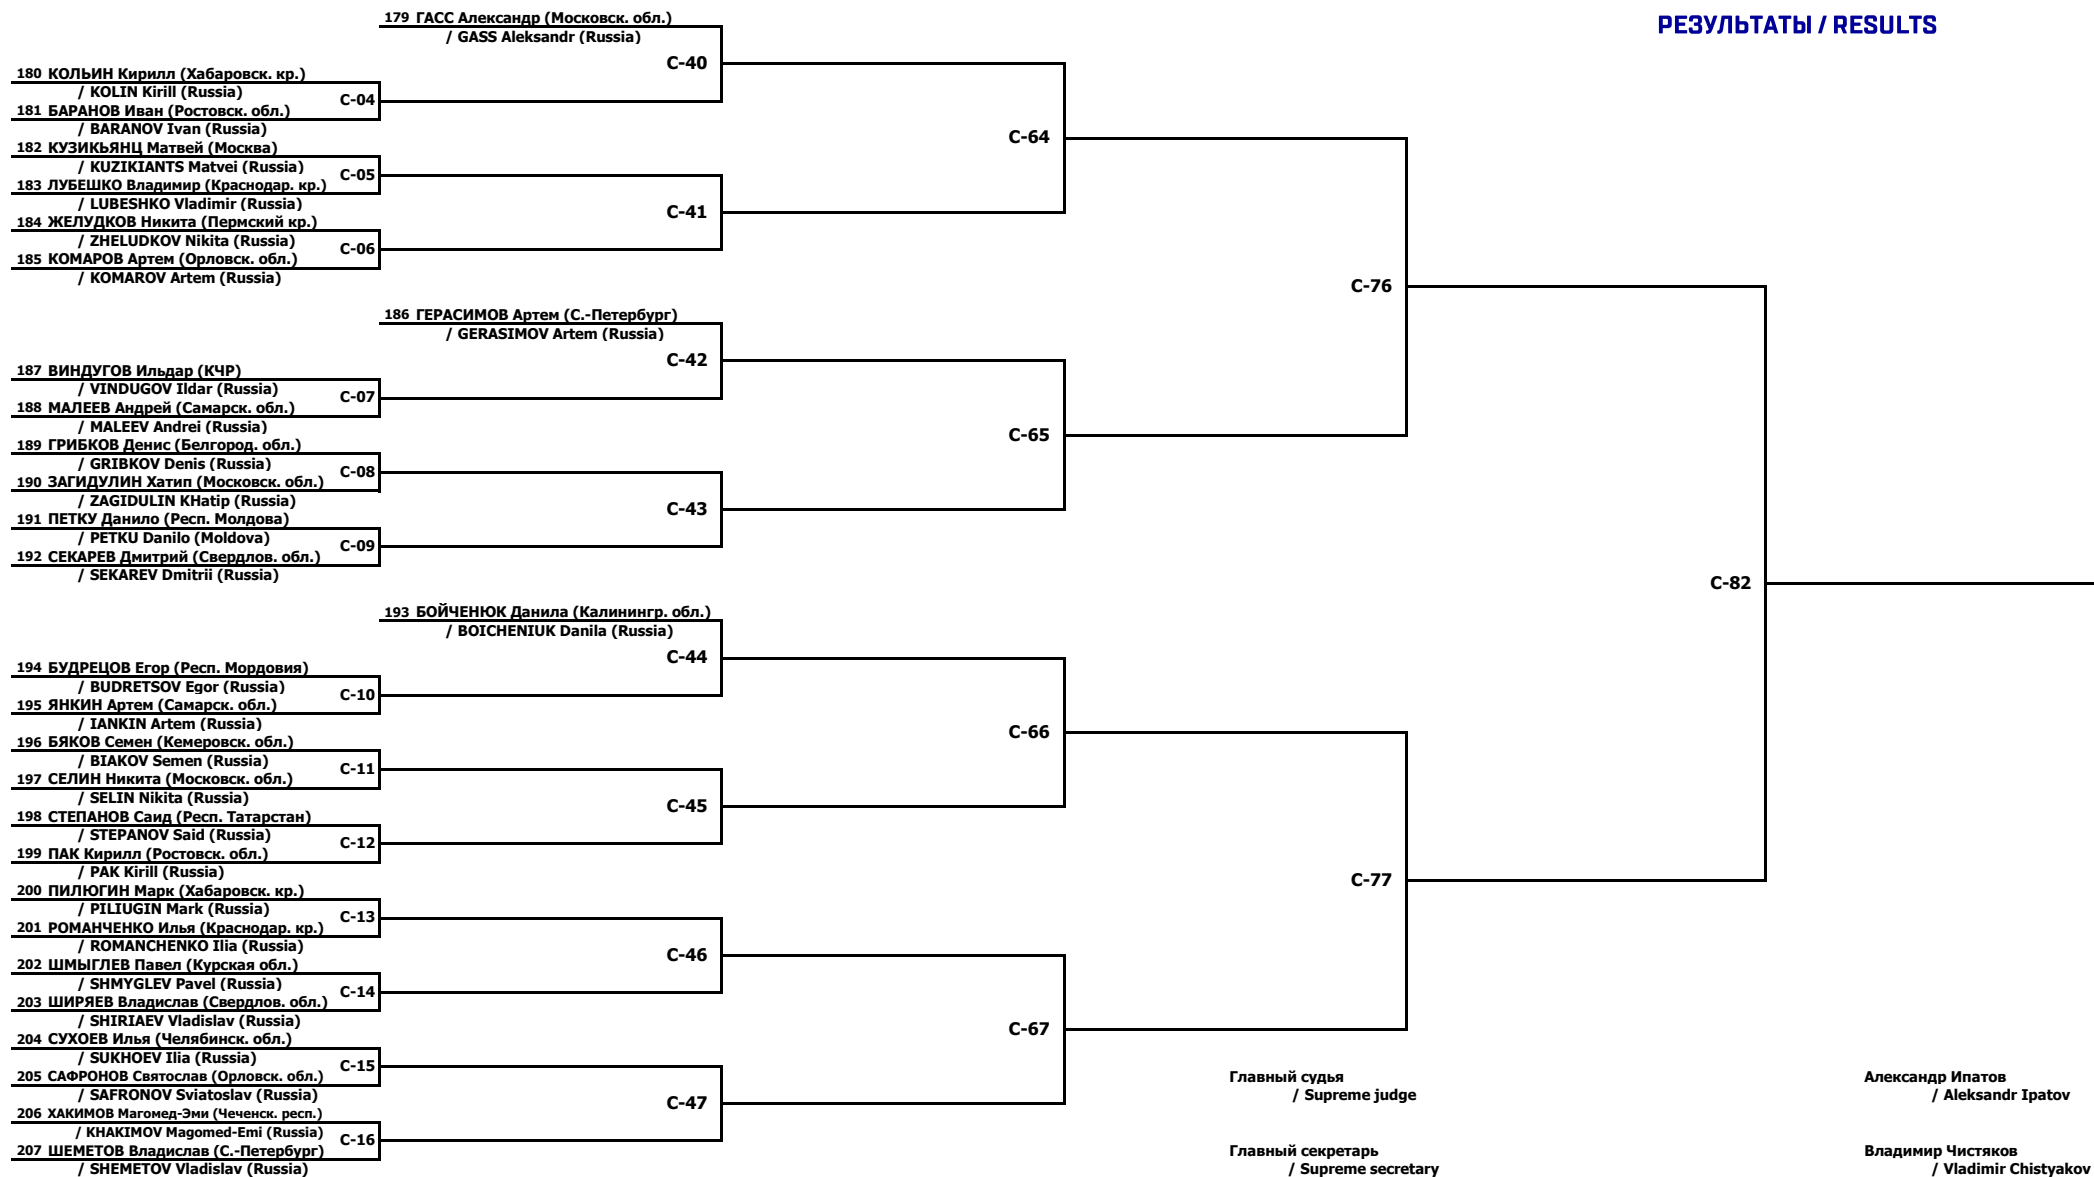 РЕЗУЛЬТАТЫ / RESULTS
179 ГАСС Александр (Московск. обл.)
/ GASS Aleksandr (Russia)
C-40
180 КОЛЬИН Кирилл (Хабаровск. кр.)
/ KOLIN Kirill (Russia)
C-04
181 БАРАНОВ Иван (Ростовск. обл.)
/ BARANOV Ivan (Russia)
C-64
182 КУЗИКЬЯНЦ Матвей (Москва)
/ KUZIKIANTS Matvei (Russia)
C-05
183 ЛУБЕШКО Владимир (Краснодар. кр.)
/ LUBESHKO Vladimir (Russia)
C-41
184 ЖЕЛУДКОВ Никита (Пермский кр.)
/ ZHELUDKOV Nikita (Russia)
C-06
185 КОМАРОВ Артем (Орловск. обл.)
/ KOMAROV Artem (Russia)
C-76
186 ГЕРАСИМОВ Артем (С.-Петербург)
/ GERASIMOV Artem (Russia)
C-42
187 ВИНДУГОВ Ильдар (КЧР)
/ VINDUGOV Ildar (Russia)
C-07
188 МАЛЕЕВ Андрей (Самарск. обл.)
/ MALEEV Andrei (Russia)
C-65
189 ГРИБКОВ Денис (Белгород. обл.)
/ GRIBKOV Denis (Russia)
C-08
190 ЗАГИДУЛИН Хатип (Московск. обл.)
/ ZAGIDULIN KHatip (Russia)
C-43
191 ПЕТКУ Данило (Респ. Молдова)
/ PETKU Danilo (Moldova)
C-09
192 СЕКАРЕВ Дмитрий (Свердлов. обл.)
/ SEKAREV Dmitrii (Russia)
C-82
193 БОЙЧЕНЮК Данила (Калинингр. обл.)
/ BOICHENIUK Danila (Russia)
C-44
194 БУДРЕЦОВ Егор (Респ. Мордовия)
/ BUDRETSOV Egor (Russia)
C-10
195 ЯНКИН Артем (Самарск. обл.)
/ IANKIN Artem (Russia)
C-66
196 БЯКОВ Семен (Кемеровск. обл.)
/ BIAKOV Semen (Russia)
C-11
197 СЕЛИН Никита (Московск. обл.)
/ SELIN Nikita (Russia)
C-45
198 СТЕПАНОВ Саид (Респ. Татарстан)
/ STEPANOV Said (Russia)
C-12
199 ПАК Кирилл (Ростовск. обл.)
/ PAK Kirill (Russia)
C-77
200 ПИЛЮГИН Марк (Хабаровск. кр.)
/ PILIUGIN Mark (Russia)
C-13
201 РОМАНЧЕНКО Илья (Краснодар. кр.)
/ ROMANCHENKO Ilia (Russia)
C-46
202 ШМЫГЛЕВ Павел (Курская обл.)
/ SHMYGLEV Pavel (Russia)
C-14
203 ШИРЯЕВ Владислав (Свердлов. обл.)
/ SHIRIAEV Vladislav (Russia)
C-67
204 СУХОЕВ Илья (Челябинск. обл.)
/ SUKHOEV Ilia (Russia)
C-15
205 САФРОНОВ Святослав (Орловск. обл.)
/ SAFRONOV Sviatoslav (Russia)
C-47
206 ХАКИМОВ Магомед-Эми (Чеченск. респ.)
/ KHAKIMOV Magomed-Emi (Russia)
C-16
207 ШЕМЕТОВ Владислав (С.-Петербург)
/ SHEMETOV Vladislav (Russia)
Главный судья
/ Supreme judge
Александр Ипатов
/ Aleksandr Ipatov
Главный секретарь
/ Supreme secretary
Владимир Чистяков
/ Vladimir Chistyakov